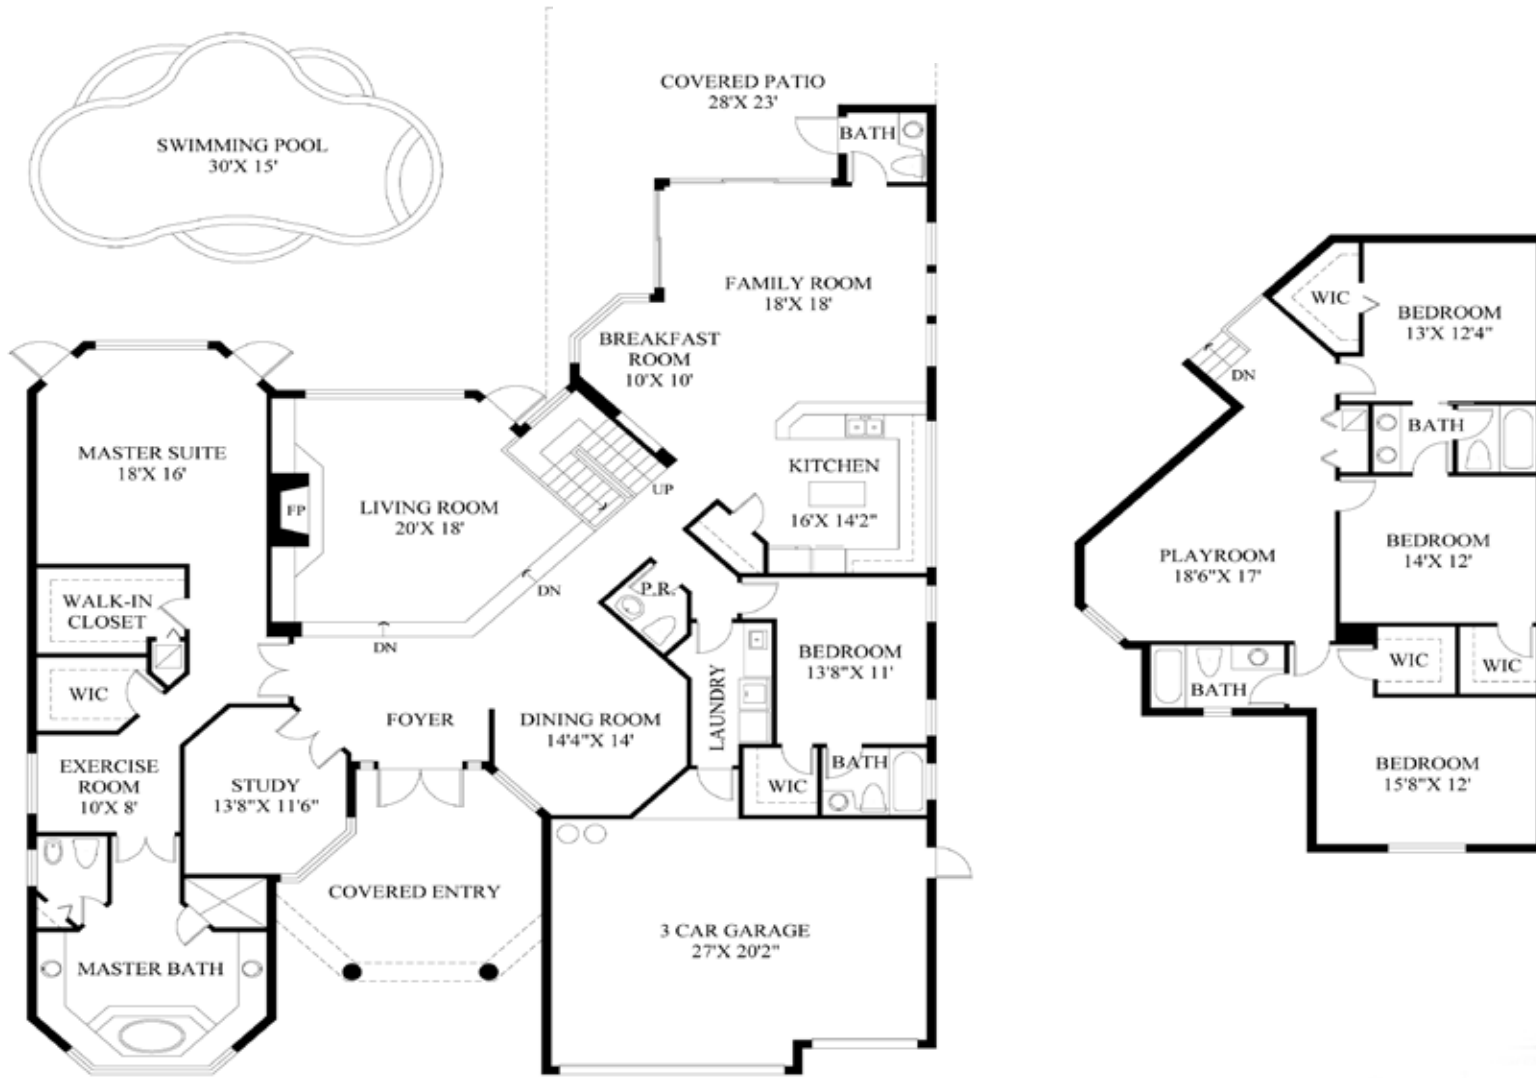 SWIMMING POOL
30'X 15'
COVERED PATIO
28'X 23'
BATH
FAMILY ROOM
18'X 18'
BREAKFAST
ROOM
10'X 10'
MASTER SUITE
18'X 16'
LIVING ROOM
20'X 18'
FP
UP
KITCHEN
16'X 14'2"
DN
DN
P.R.
WALK-IN
CLOSET
WIC
BEDROOM
13'8"X 11'
LAUNDRY
FOYER
DINING ROOM
14'4"X 14'
EXERCISE
ROOM
10'X 8'
STUDY
13'8"X 11'6"
WIC
BATH
COVERED ENTRY
3 CAR GARAGE
27'X 20'2"
MASTER BATH
WIC
BEDROOM
13'X 12'4"
DN
BATH
PLAYROOM
18'6"X 17'
BEDROOM
14'X 12'
WIC
WIC
BATH
BEDROOM
15'8"X 12'